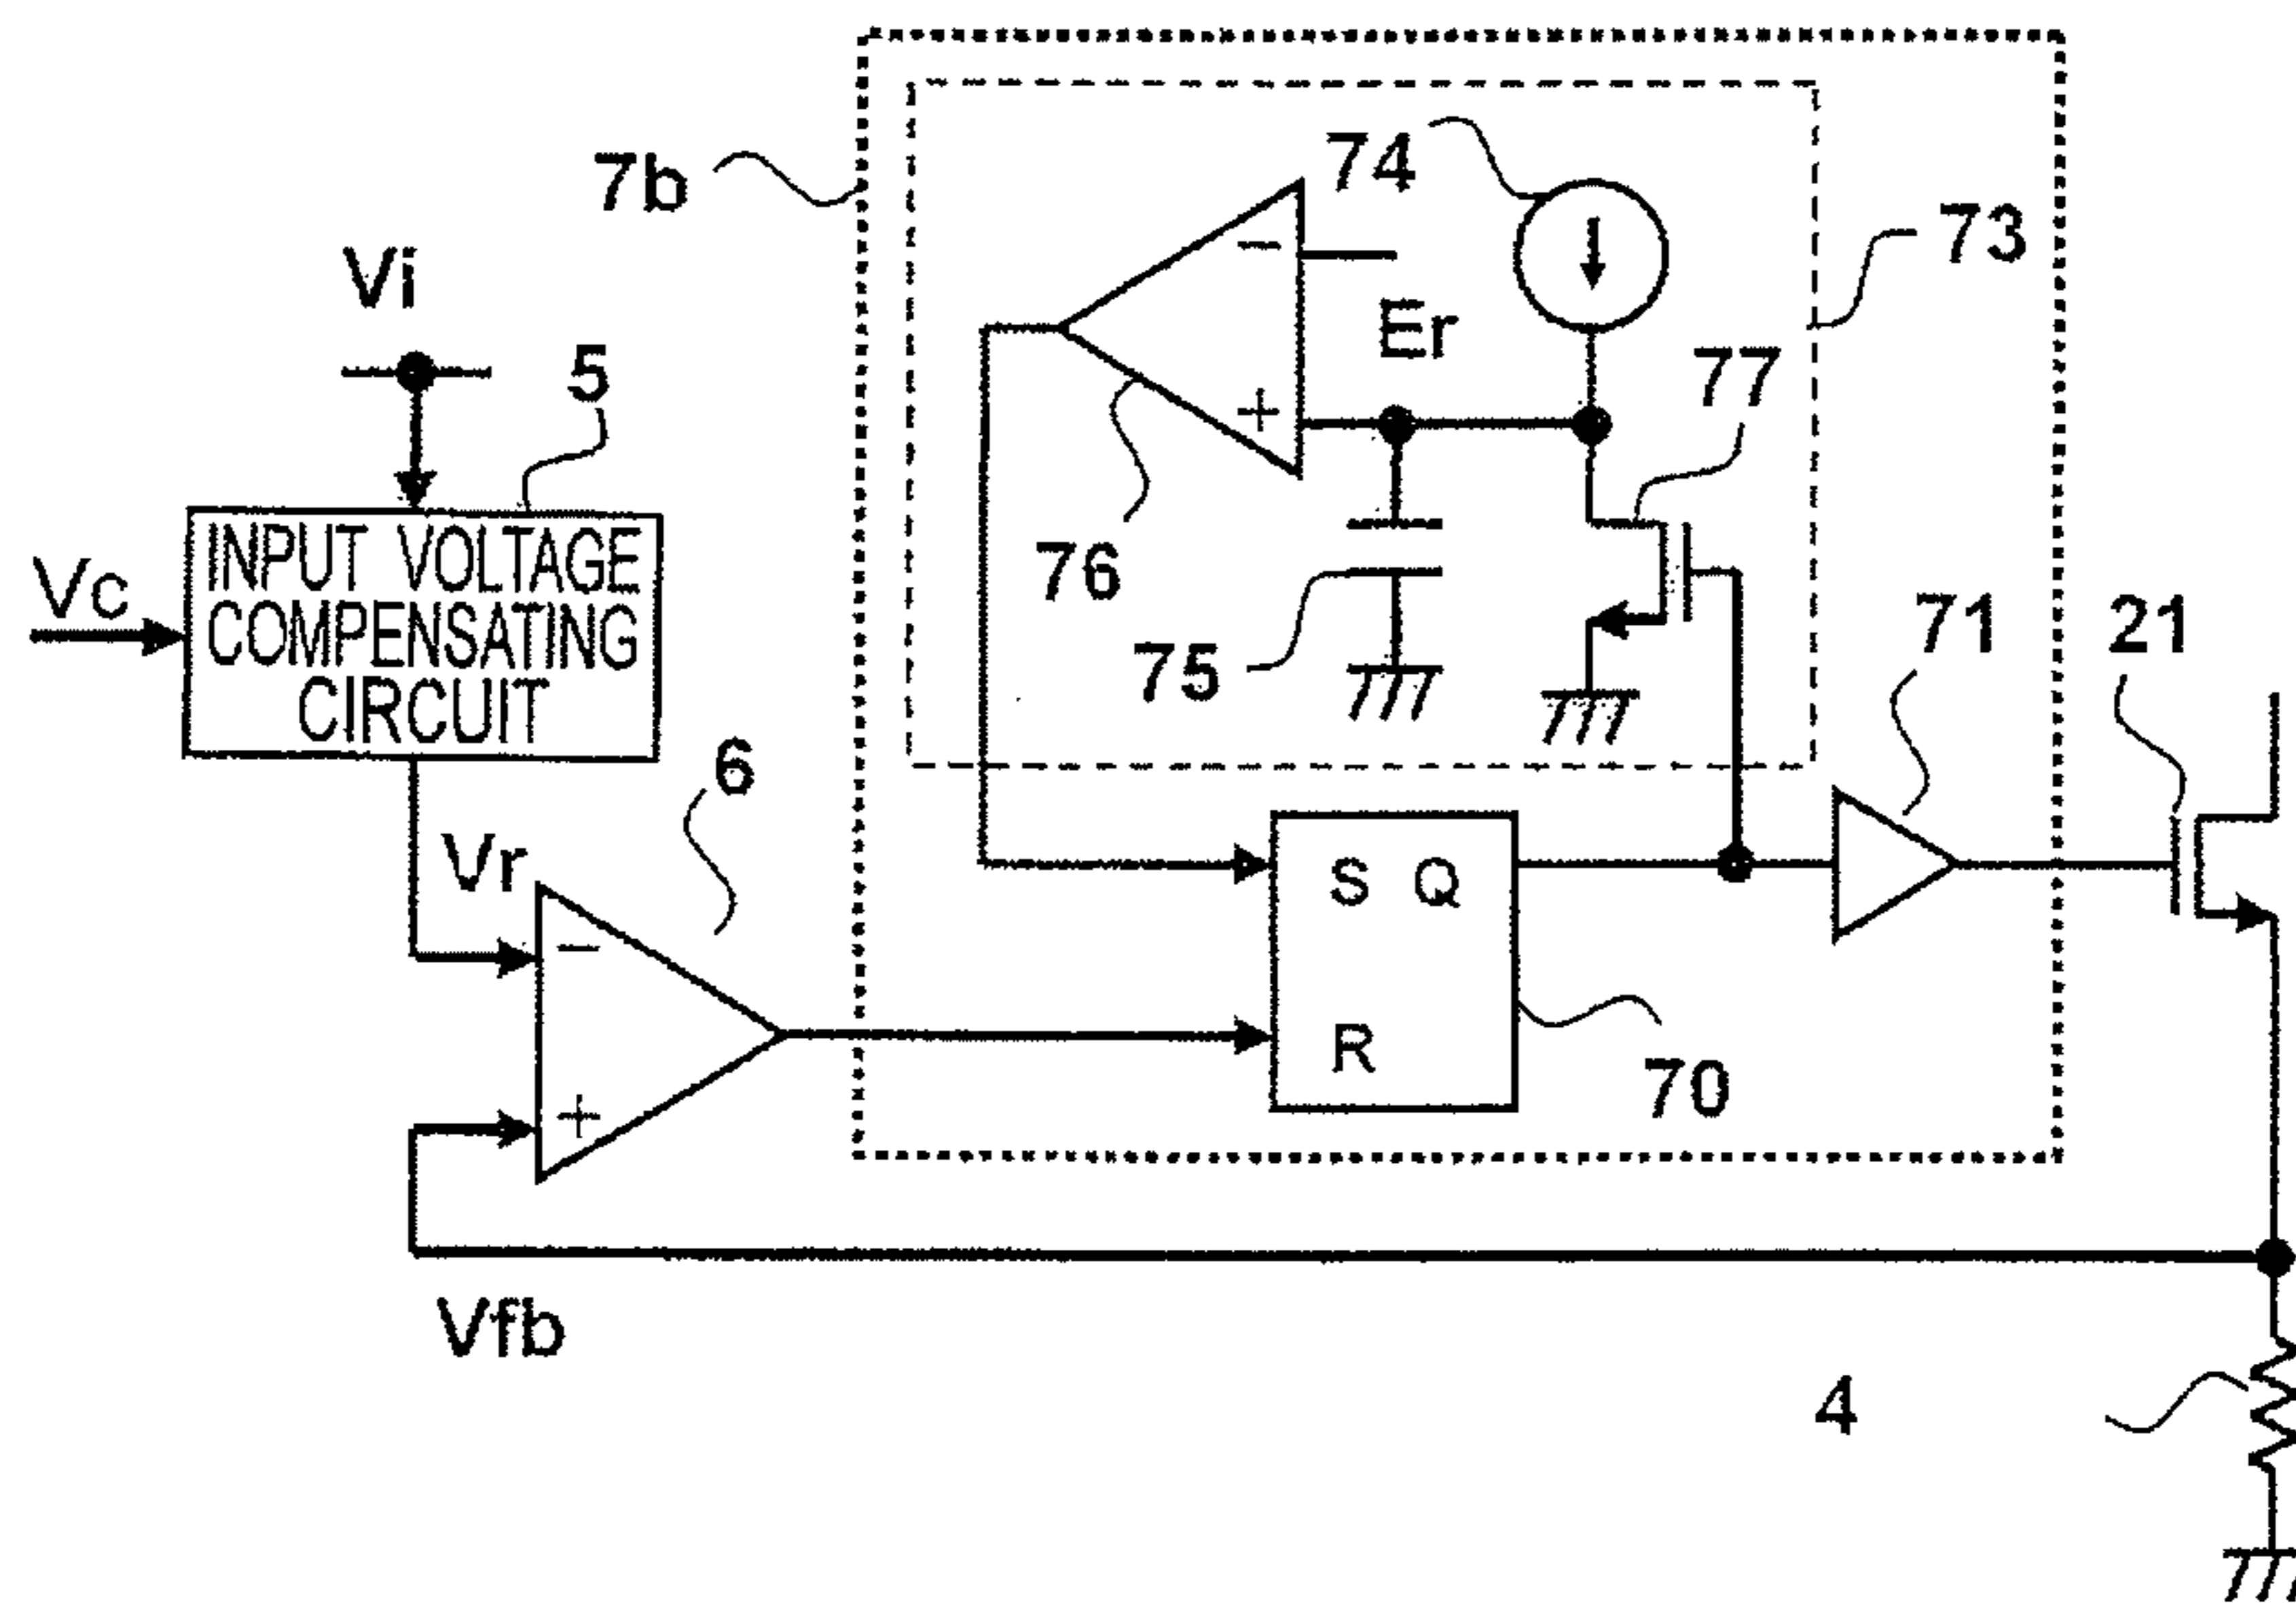 7b
74
73
Vi
Er
5
77
−
+
Vc
INPUT VOLTAGE
COMPENSATING
CIRCUIT
76
75
71
21
6
Vr
S Q
−
+
R
70
Vfb
4